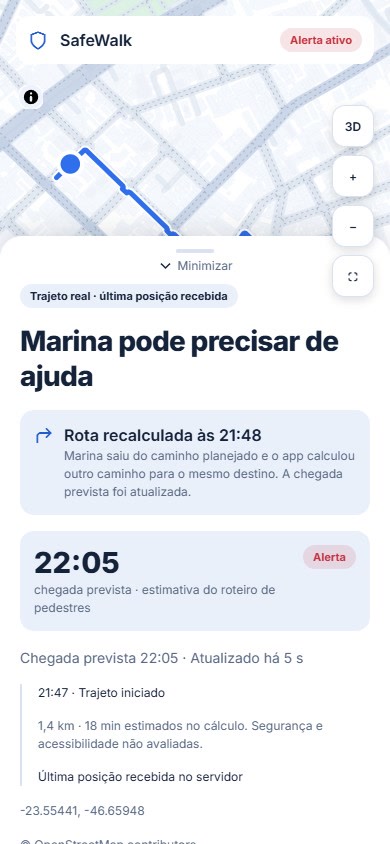 SafeWalk
Alerta ativo
3D
+
−
Minimizar
Trajeto real · última posição recebida
Marina pode precisar de
ajuda
Rota recalculada às 21:48
Marina saiu do caminho planejado e o app calculou
outro caminho para o mesmo destino. A chegada
prevista foi atualizada.
22:05
Alerta
chegada prevista · estimativa do roteiro de
pedestres
Chegada prevista 22:05 · Atualizado há 5 s
21:47 · Trajeto iniciado
1,4 km · 18 min estimados no cálculo. Segurança e
acessibilidade não avaliadas.
Última posição recebida no servidor
-23.55441, -46.65948
© OpenStreetMap contributors